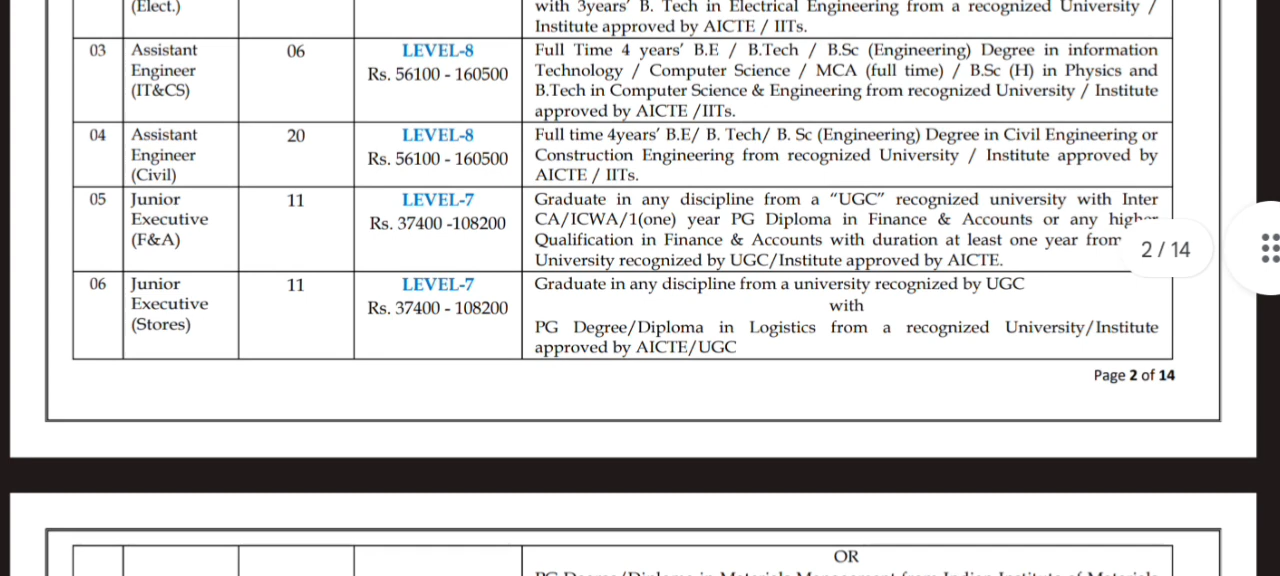 (Elect.)
with 3years' B. Tech in Electrical Engineering from a recognized University /
Institute approved by AICTE / IITs.
03 Assistant Engineer (IT&CS)
06
LEVEL-8
Rs. 56100 - 160500
Full Time 4 years' B.E / B.Tech / B.Sc (Engineering) Degree in information
Technology / Computer Science / MCA (full time) / B.Sc (H) in Physics and
B.Tech in Computer Science & Engineering from recognized University / Institute
approved by AICTE /IITs.
04 Assistant Engineer (Civil)
20
LEVEL-8
Rs. 56100 - 160500
Full time 4years' B.E/ B. Tech/ B. Sc (Engineering) Degree in Civil Engineering or
Construction Engineering from recognized University / Institute approved by
AICTE / IITs.
05 Junior Executive (F&A)
11
LEVEL-7
Rs. 37400 -108200
Graduate in any discipline from a "UGC" recognized university with Inter
CA/ICWA/1(one) year PG Diploma in Finance & Accounts or any higher
Qualification in Finance & Accounts with duration at least one year from
University recognized by UGC/Institute approved by AICTE.
2 / 14
06 Junior Executive (Stores)
11
LEVEL-7
Rs. 37400 - 108200
Graduate in any discipline from a university recognized by UGC
with
PG Degree/Diploma in Logistics from a recognized University/Institute
approved by AICTE/UGC
Page 2 of 14
OR